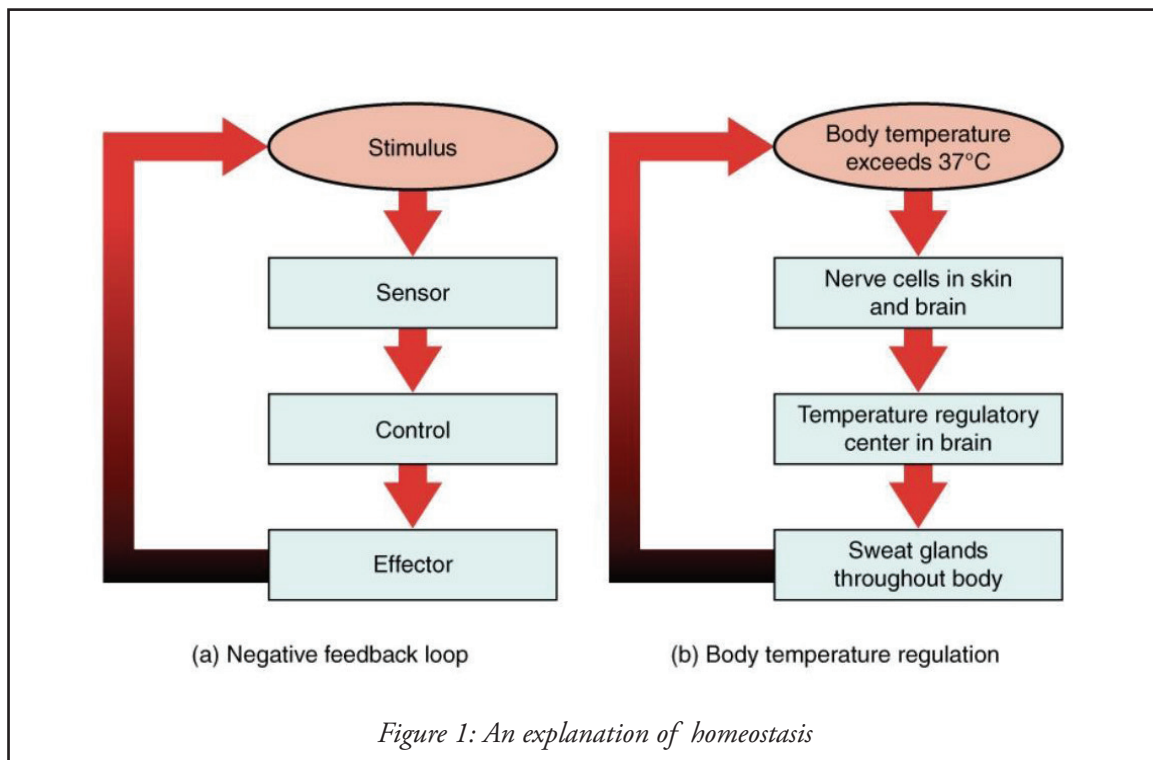 Stimulus
Sensor
Control
Effector
(a) Negative feedback loop
Body temperature
exceeds 37°C
Nerve cells in skin
and brain
Temperature regulatory
center in brain
Sweat glands
throughout body
(b) Body temperature regulation
Figure 1: An explanation of homeostasis